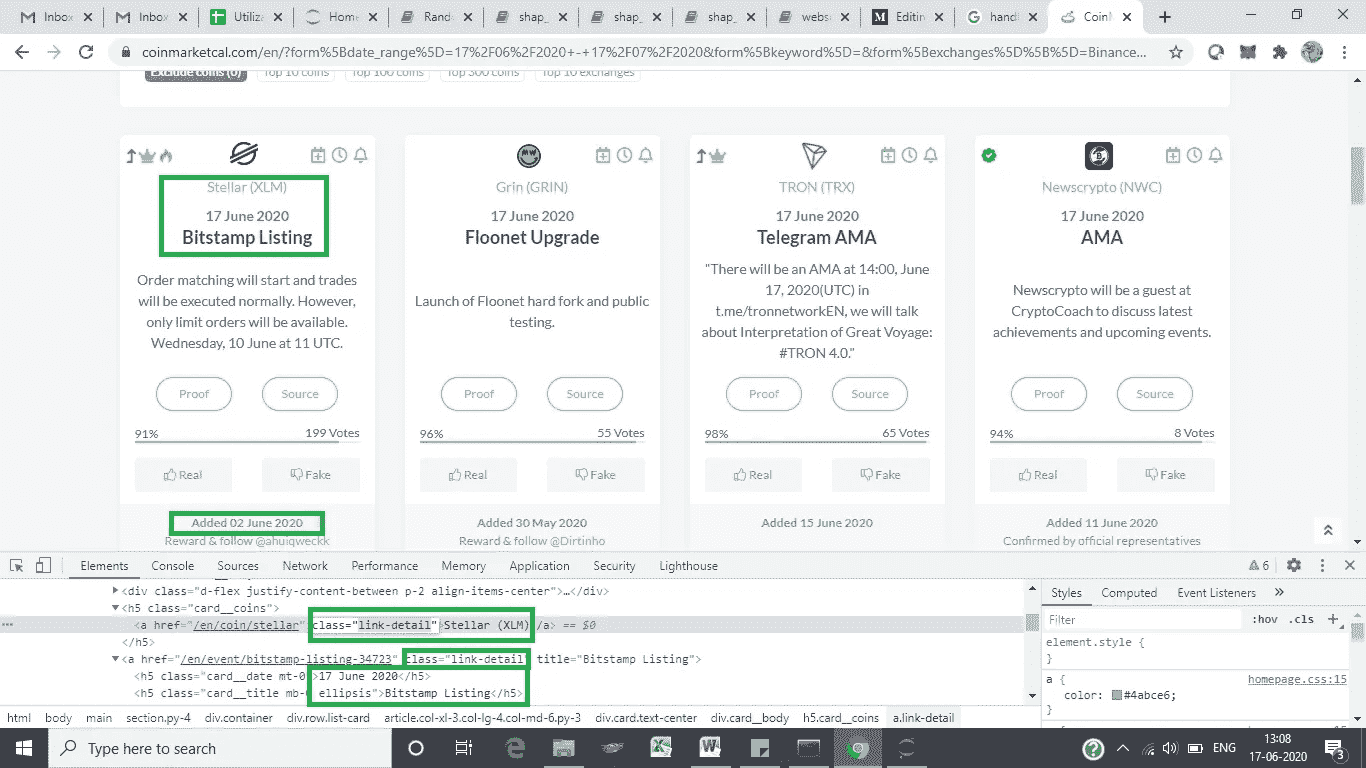 Inbox
Inbox
Utiliza
Home
Rand
shap_
shap_
shap_
webs
Editin
handl
CoinM
coinmarketcal.com/en/?form%5Bdate_range%5D=17%2F06%2F2020+-+17%2F07%2F2020&form%5Bkeyword%5D=&form%5Bexchanges%5D%5B%5D=Binance...
Exclude coins (0) Top 10 coins Top 100 coins Top 300 coins Top 10 exchanges
Stellar (XLM)
17 June 2020
Bitstamp Listing
Order matching will start and trades
will be executed normally. However,
only limit orders will be available.
Wednesday, 10 June at 11 UTC.
Proof Source
91% 199 Votes
Real Fake
Added 02 June 2020
Reward & follow @ahuiqweckk
Grin (GRIN)
17 June 2020
Floonet Upgrade
Launch of Floonet hard fork and public
testing.
Proof Source
96% 55 Votes
Real Fake
Added 30 May 2020
Reward & follow @Dirtinho
TRON (TRX)
17 June 2020
Telegram AMA
"There will be an AMA at 14:00, June
17, 2020(UTC) in
t.me/tronnetworkEN, we will talk
about Interpretation of Great Voyage:
#TRON 4.0."
Proof Source
98% 65 Votes
Real Fake
Added 15 June 2020
Newscrypto (NWC)
17 June 2020
AMA
Newscrypto will be a guest at
CryptoCoach to discuss latest
achievements and upcoming events.
Proof Source
94% 8 Votes
Real Fake
Added 11 June 2020
Confirmed by official representatives
Elements Console Sources Network Performance Memory Application Security Lighthouse 6
<div class="d-flex justify-content-between p-2 align-items-center">…</div>
<h5 class="card__coins">
<a href="/en/coin/stellar" class="link-detail" Stellar (XLM) /a> == $0
</h5>
<a href="/en/event/bitstamp-listing-34723" class="link-detail" title="Bitstamp Listing">
<h5 class="card__date mt-0">17 June 2020</h5>
<h5 class="card__title mb-0 ellipsis">Bitstamp Listing</h5>
html body main section.py-4 div.container div.row.list-card article.col-xl-3.col-lg-4.col-md-6.py-3 div.card.text-center div.card__body h5.card__coins a.link-detail
Styles Computed Event Listeners »
Filter :hov .cls +
element.style {
}
a { homepage.css:15
color: #4abce6;
}
Type here to search
ENG
13:08
17-06-2020
3